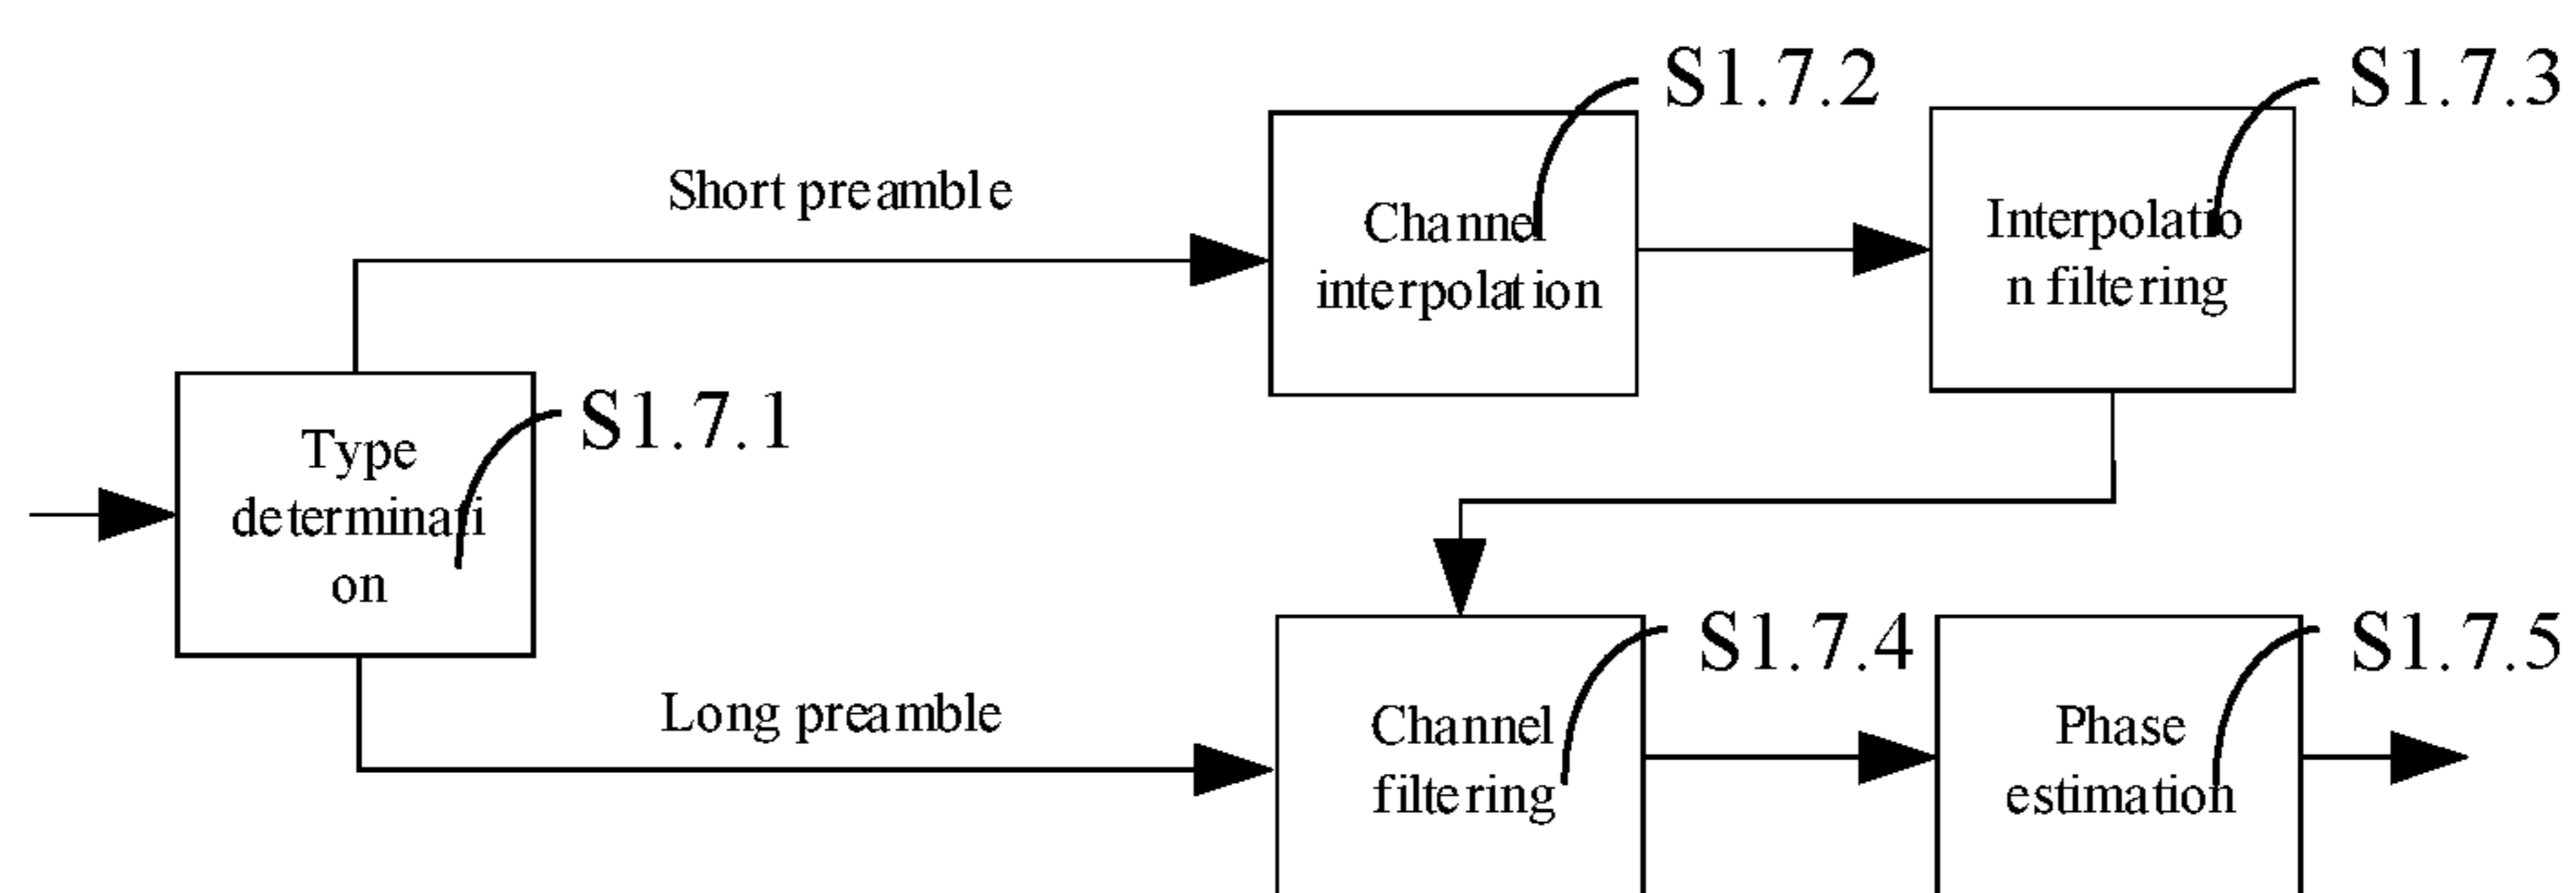 S1.7.2
S1.7.3
Short preamble
Channel
interpolation
Interpolatio
n filtering
S1.7.1
Type
determinati
on
Long preamble
S1.7.4
S1.7.5
Channel
filtering
Phase
estimation